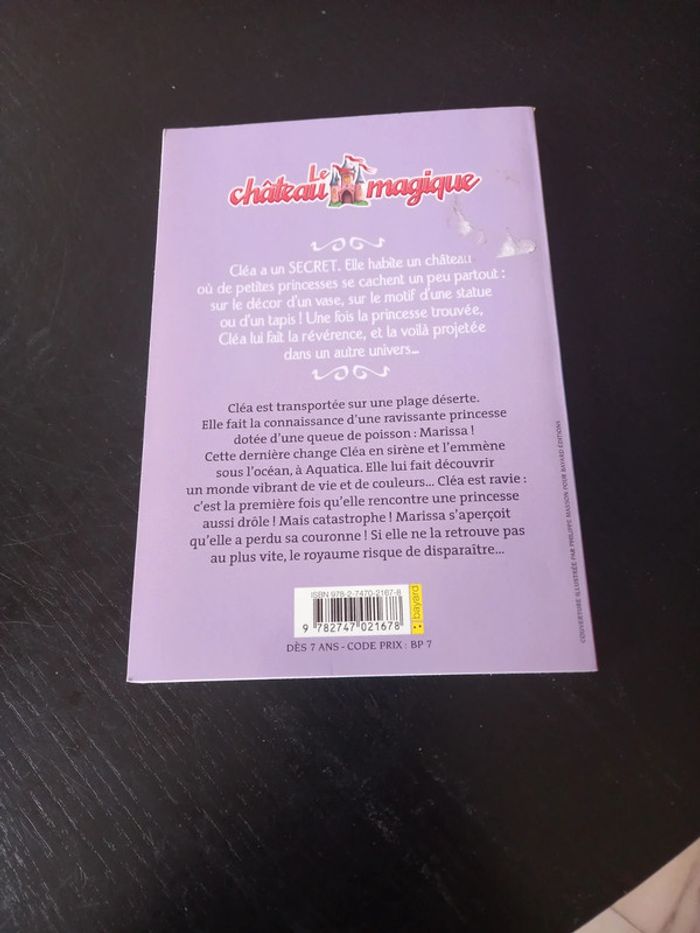 Le
château magique
Cléa a un SECRET. Elle habite un château
où de petites princesses se cachent un peu partout :
sur le décor d'un vase, sur le motif d'une statue
ou d'un tapis ! Une fois la princesse trouvée,
Cléa lui fait la révérence, et la voilà projetée
dans un autre univers...
Cléa est transportée sur une plage déserte.
Elle fait la connaissance d'une ravissante princesse
dotée d'une queue de poisson : Marissa !
Cette dernière change Cléa en sirène et l'emmène
sous l'océan, à Aquatica. Elle lui fait découvrir
un monde vibrant de vie et de couleurs... Cléa est ravie :
c'est la première fois qu'elle rencontre une princesse
aussi drôle ! Mais catastrophe ! Marissa s'aperçoit
qu'elle a perdu sa couronne ! Si elle ne la retrouve pas
au plus vite, le royaume risque de disparaître...
ISBN 978-2-7470-2167-8
9 782747 021678
bayard
DÈS 7 ANS - CODE PRIX : BP 7
COUVERTURE ILLUSTRÉE PAR PHILIPPE MASSON POUR BAYARD ÉDITIONS